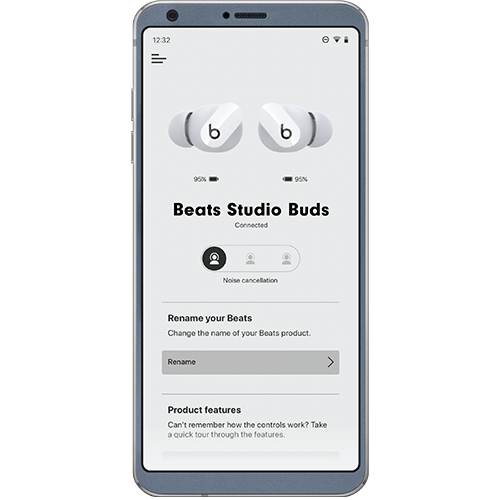 12:32
b b
95% 95%
Beats Studio Buds
Connected
Noise cancellation
Rename your Beats
Change the name of your Beats product.
Rename
Product features
Can't remember how the controls work? Take
a quick tour through the features.